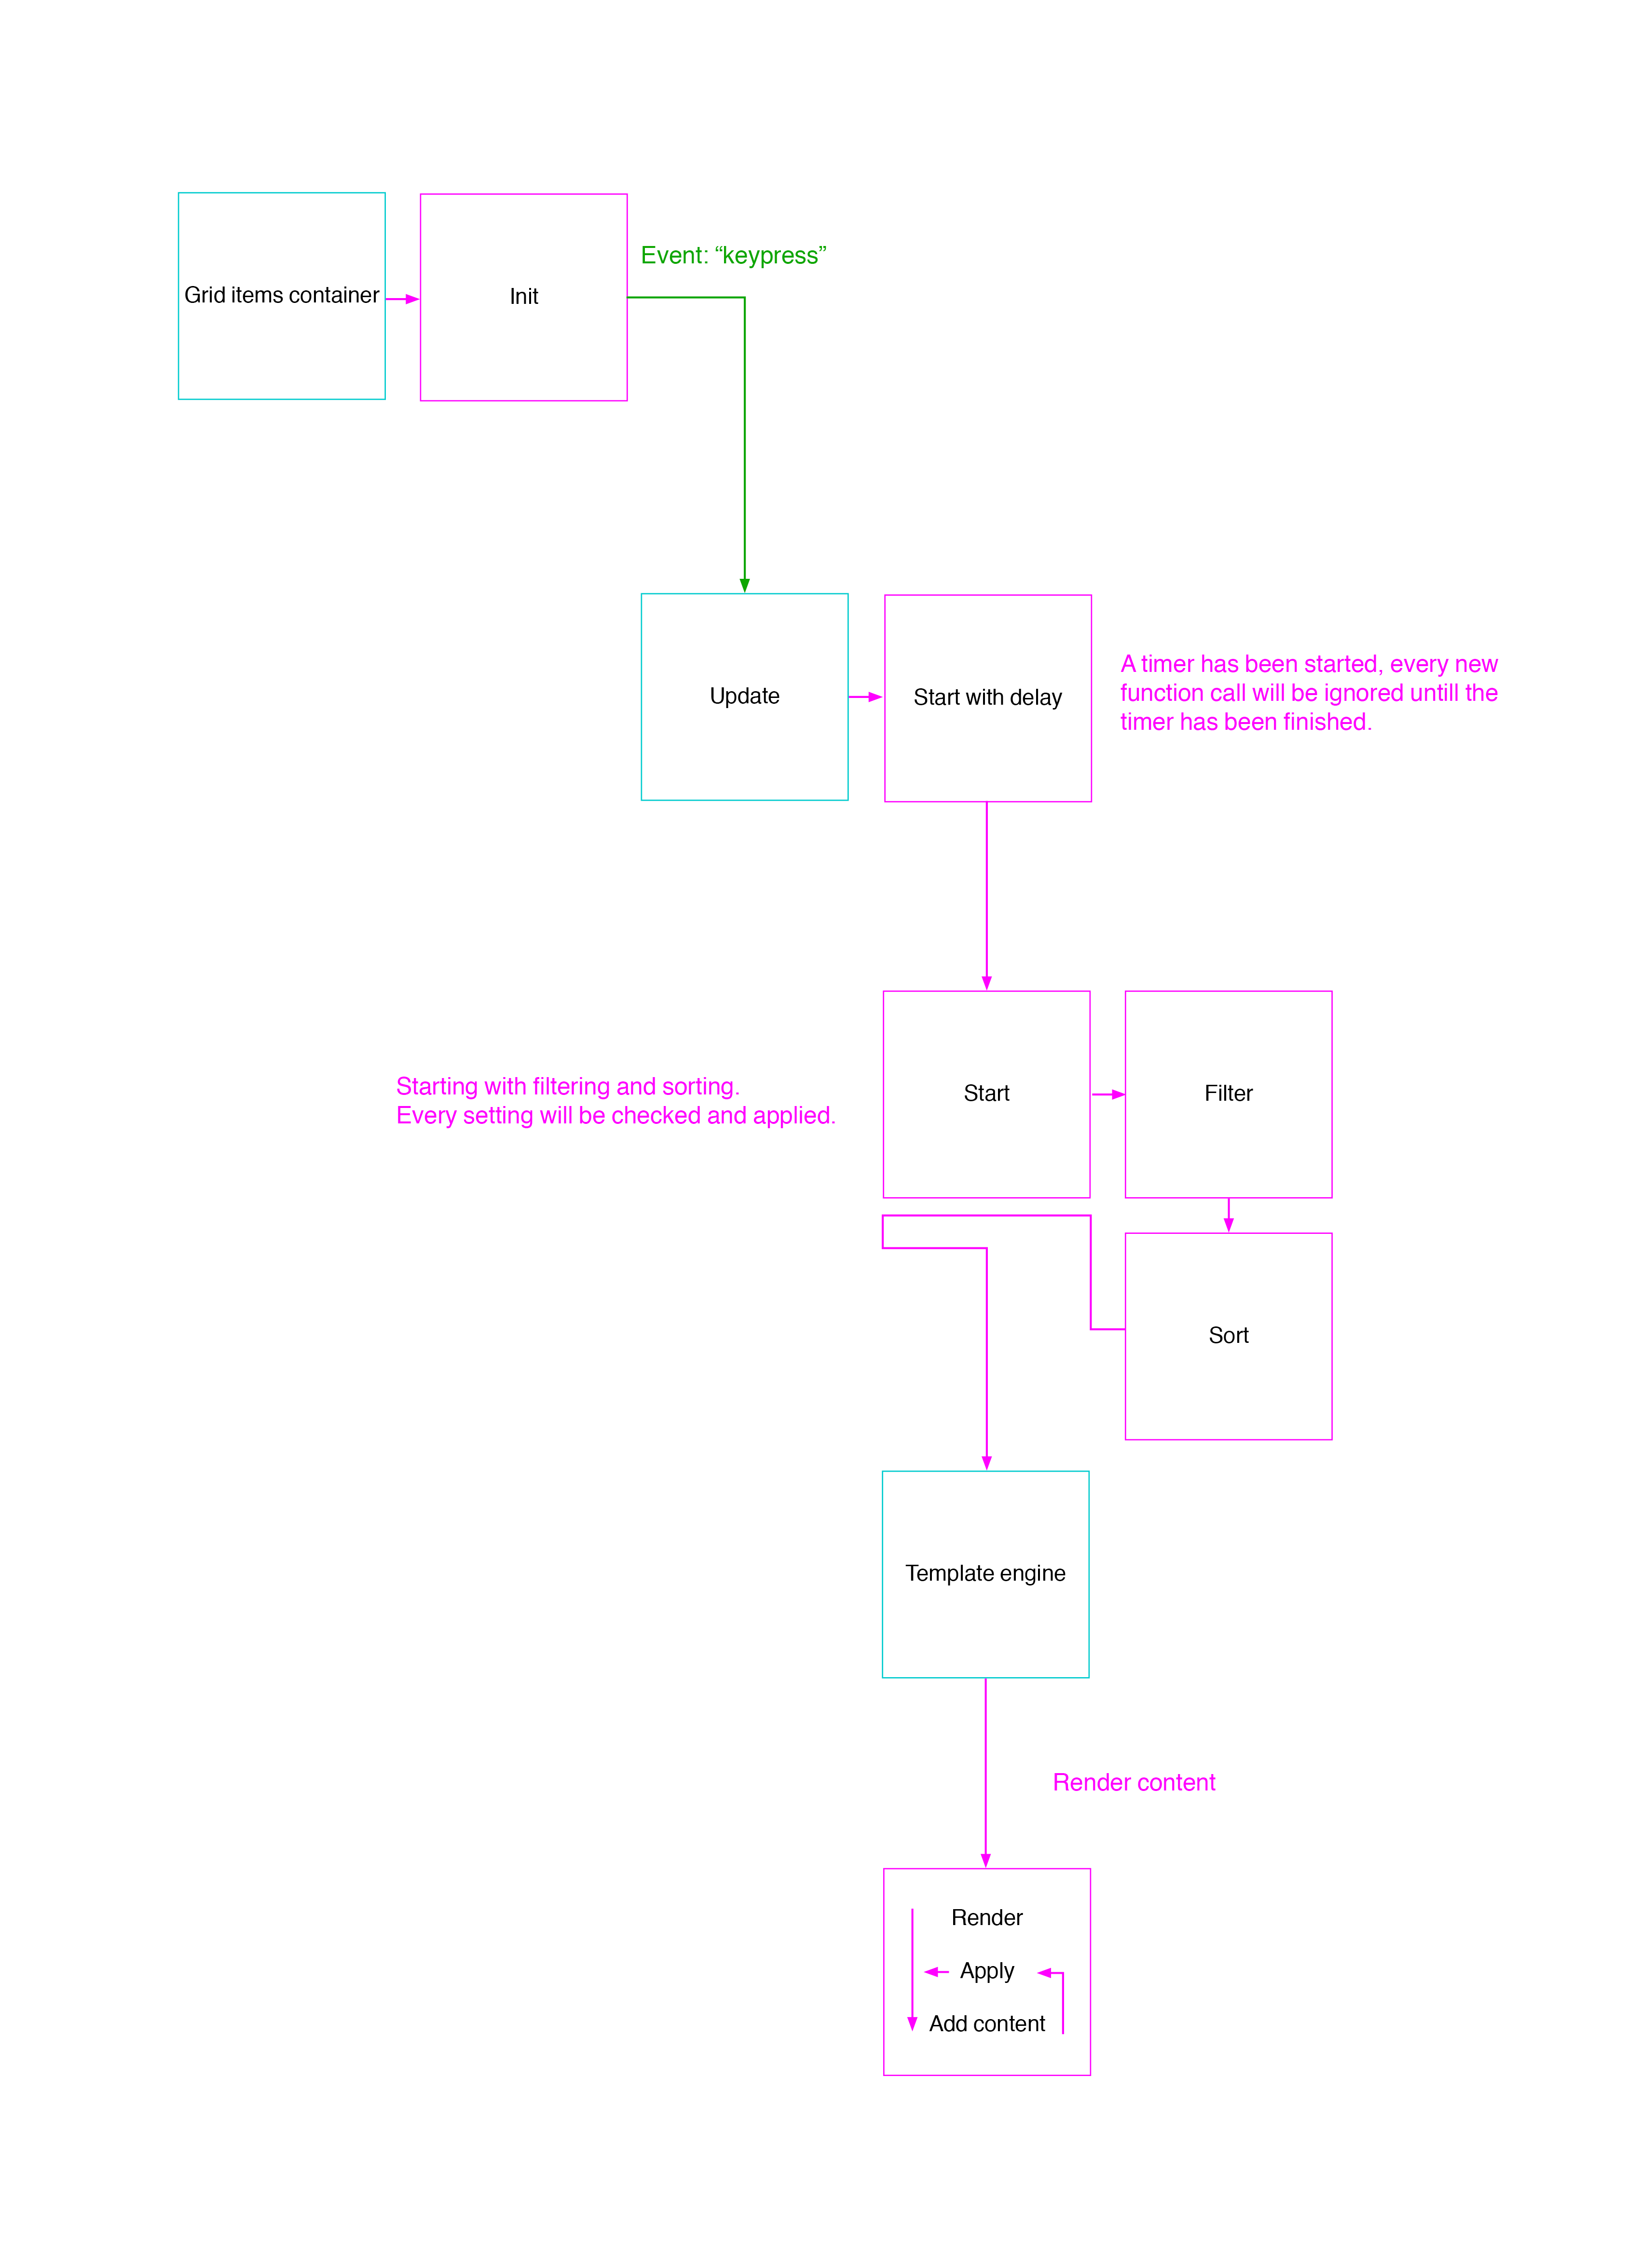 Grid items container
Init
Event: “keypress”
Update
Start with delay
A timer has been started, every new
function call will be ignored untill the
timer has been finished.
Starting with filtering and sorting.
Every setting will be checked and applied.
Start
Filter
Sort
Template engine
Render content
Render
Apply
Add content